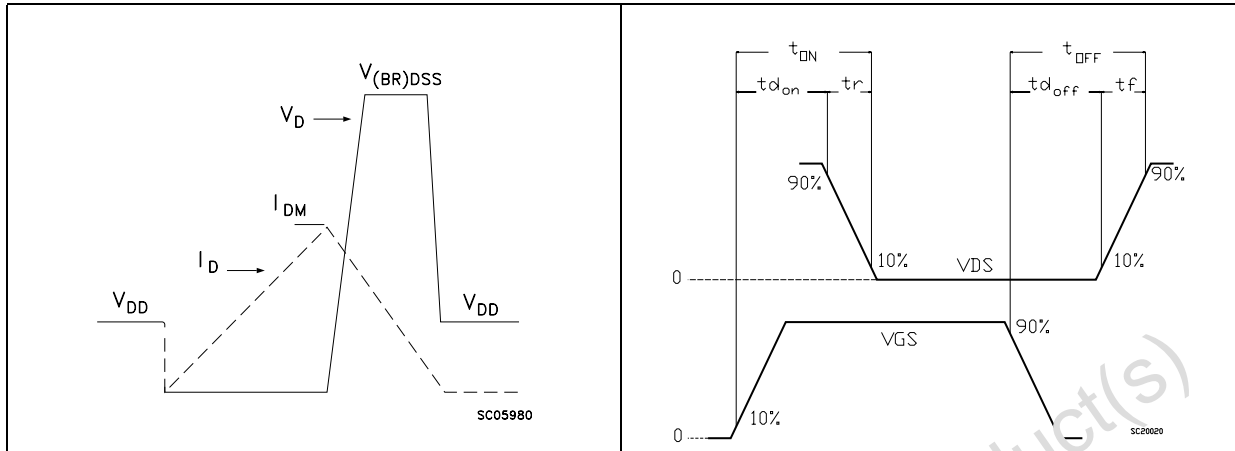 V(BR)DSS
VD
IDM
ID
VDD
VDD
SC05980
tON
tOFF
tdon
tr
tdoff
tf
90%
90%
10%
10%
0
VDS
VGS
90%
10%
0
SC20020
duct(s)